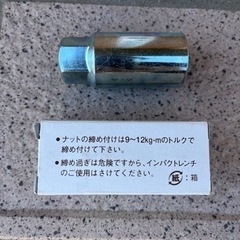 ●ナットの締め付けは9〜12kg-mのトルクで
締め付けて下さい。
●締め過ぎは危険ですから、インパクトレンチ
のご使用はさけてください。
紙：箱